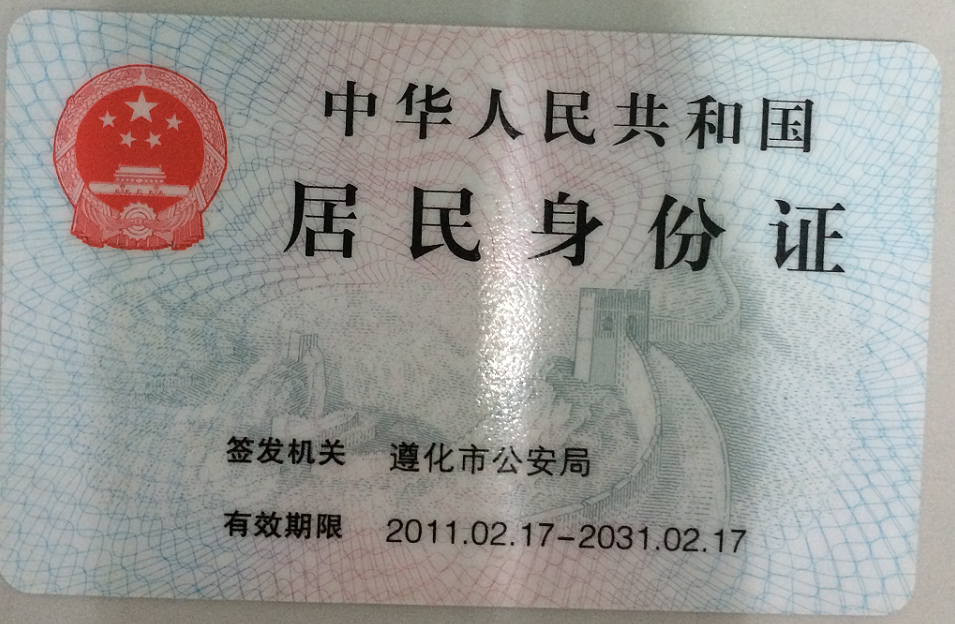 中华人民共和国
居民身份证
签发机关 遵化市公安局
有效期限 2011.02.17-2031.02.17